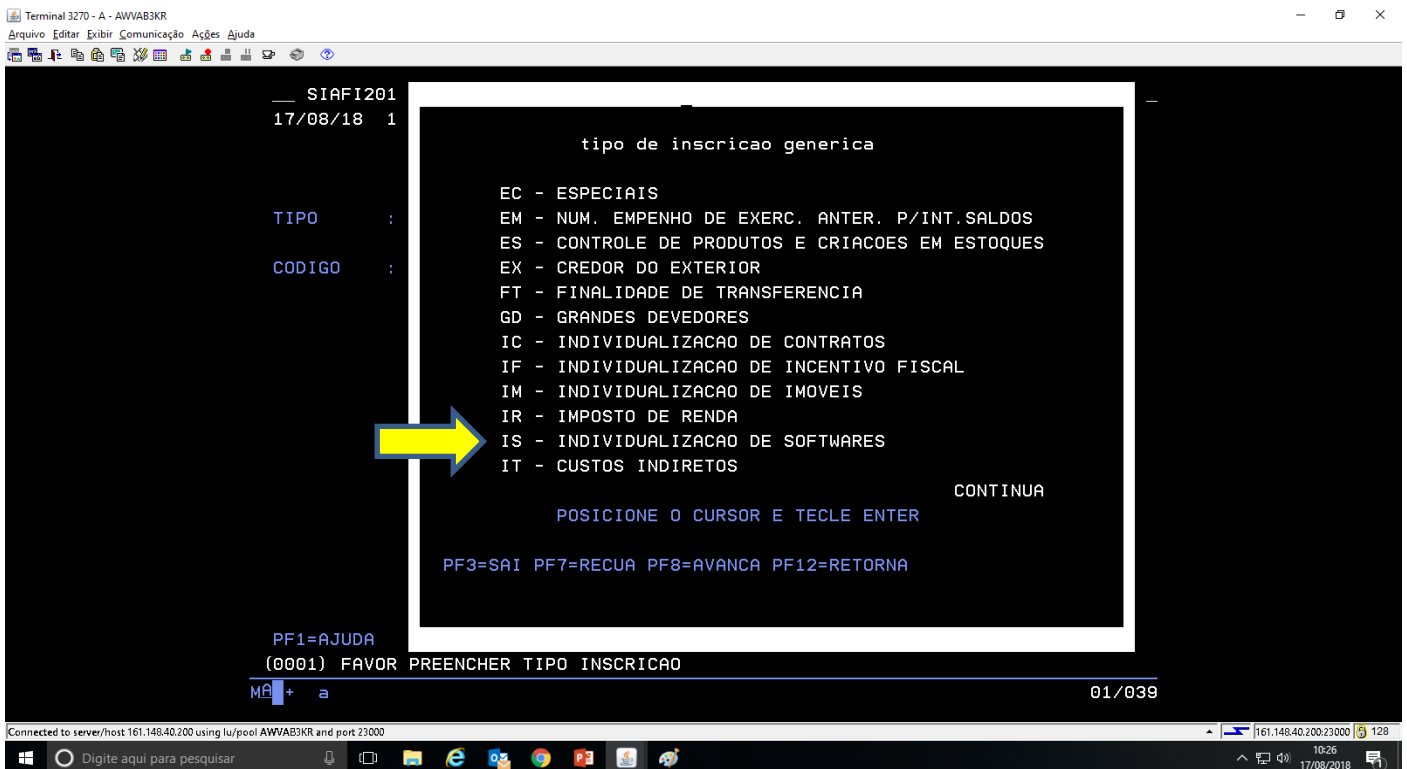 Terminal 3270 - A - AWVAB3KR
Arquivo Editar Exibir Comunicação Ações Ajuda
__ SIAFI201
17/08/18 1
tipo de inscricao generica
EC - ESPECIAIS
TIPO : EM - NUM. EMPENHO DE EXERC. ANTER. P/INT.SALDOS
ES - CONTROLE DE PRODUTOS E CRIACOES EM ESTOQUES
CODIGO : EX - CREDOR DO EXTERIOR
FT - FINALIDADE DE TRANSFERENCIA
GD - GRANDES DEVEDORES
IC - INDIVIDUALIZACAO DE CONTRATOS
IF - INDIVIDUALIZACAO DE INCENTIVO FISCAL
IM - INDIVIDUALIZACAO DE IMOVEIS
IR - IMPOSTO DE RENDA
IS - INDIVIDUALIZACAO DE SOFTWARES
IT - CUSTOS INDIRETOS
CONTINUA
POSICIONE O CURSOR E TECLE ENTER
PF3=SAI PF7=RECUA PF8=AVANCA PF12=RETORNA
PF1=AJUDA
(0001) FAVOR PREENCHER TIPO INSCRICAO
MA + a 01/039
Connected to server/host 161.148.40.200 using lu/pool AWVAB3KR and port 23000 161.148.40.200:23000 128
Digite aqui para pesquisar 10:26
17/08/2018